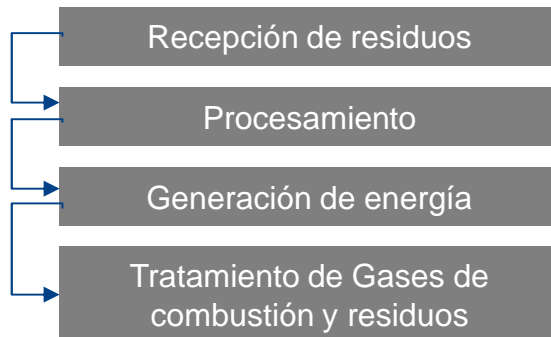 Recepción de residuos
Procesamiento
Generación de energía
Tratamiento de Gases de
combustión y residuos